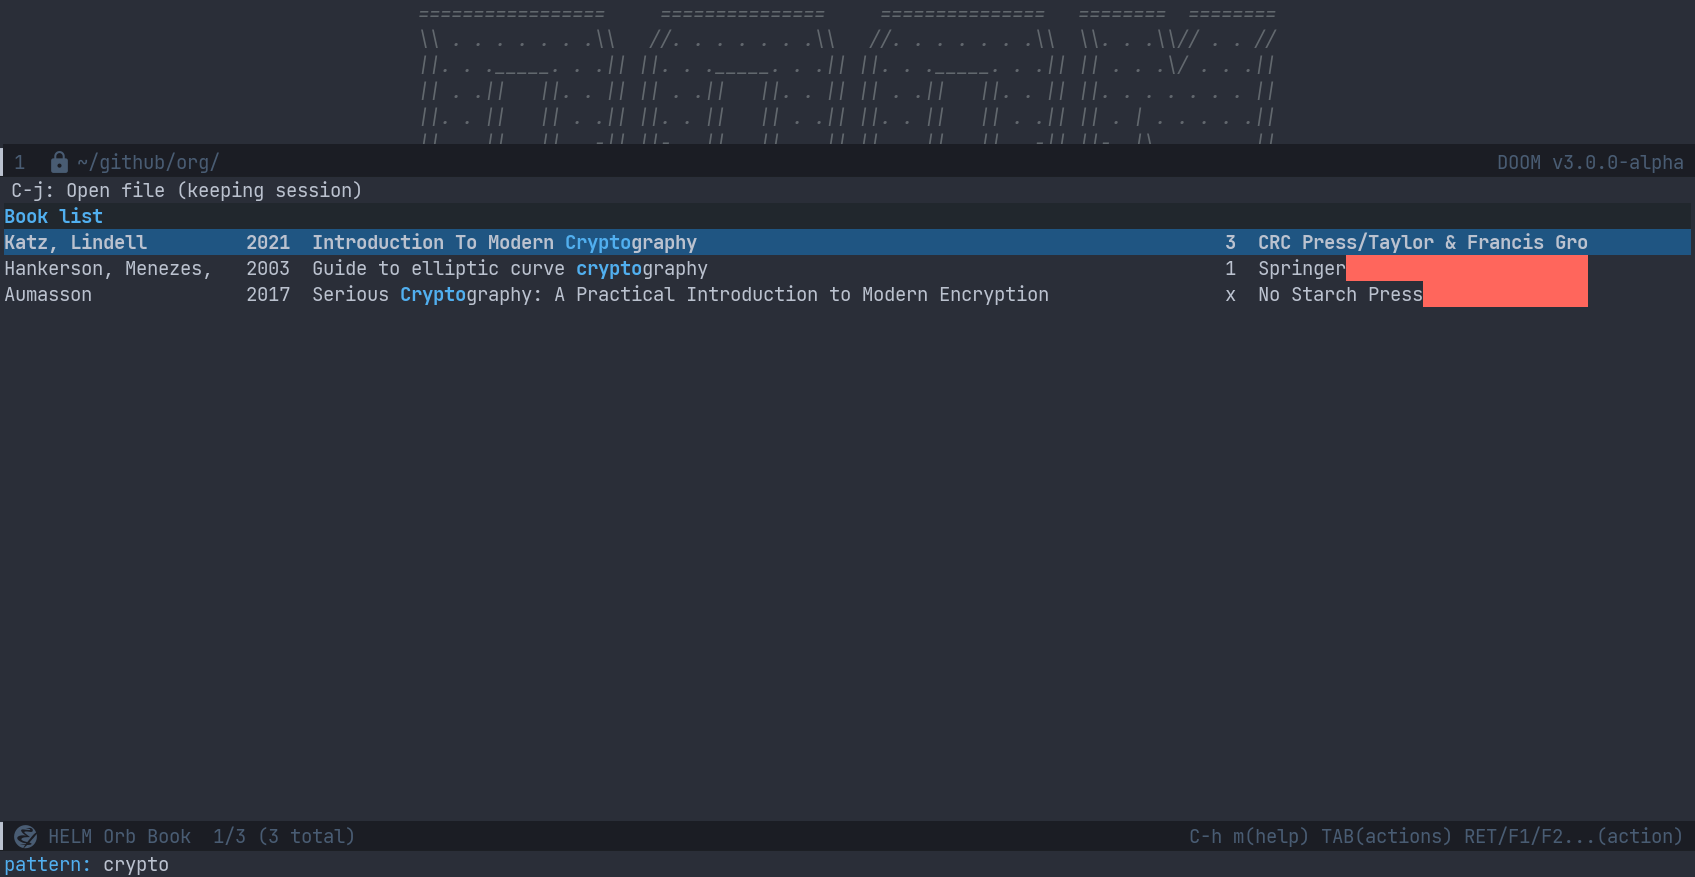 =================     ===============     ===============   ========  ========
\\ . . . . . . .\\   //. . . . . . .\\   //. . . . . . .\\  \\. . .\\// . . //
||. . ._____. . .|| ||. . ._____. . .|| ||. . ._____. . .|| || . . .\/ . . .||
|| . .||   ||. . || || . .||   ||. . || || . .||   ||. . || ||. . . . . . . ||
||. . ||   || . .|| ||. . ||   || . .|| ||. . ||   || . .|| || . | . . . . .||
1 ~/github/org/ DOOM v3.0.0-alpha
C-j: Open file (keeping session)
Book list
Katz, Lindell 2021 Introduction To Modern Cryptography 3 CRC Press/Taylor & Francis Gro
Hankerson, Menezes, 2003 Guide to elliptic curve cryptography 1 Springer
Aumasson 2017 Serious Cryptography: A Practical Introduction to Modern Encryption x No Starch Press
HELM Orb Book 1/3 (3 total) C-h m(help) TAB(actions) RET/F1/F2...(action)
pattern: crypto